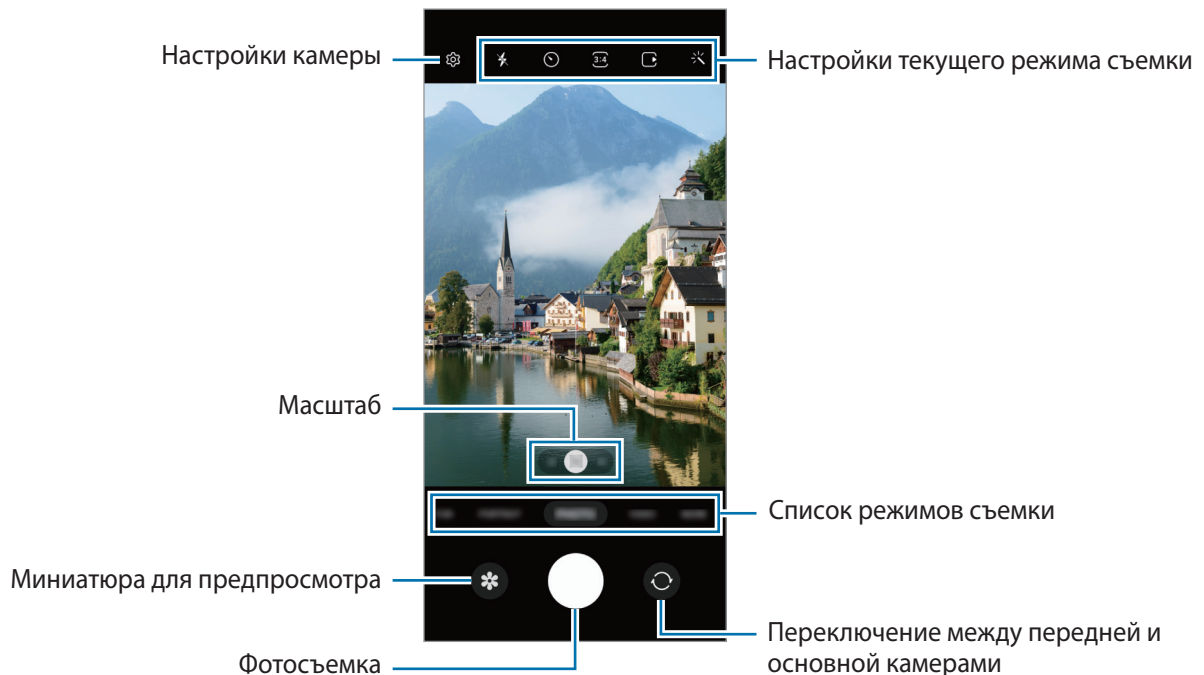 Настройки камеры
3:4
Настройки текущего режима съемки
Масштаб
Список режимов съемки
Миниатюра для предпросмотра
Фотосъемка
Переключение между передней и
основной камерами